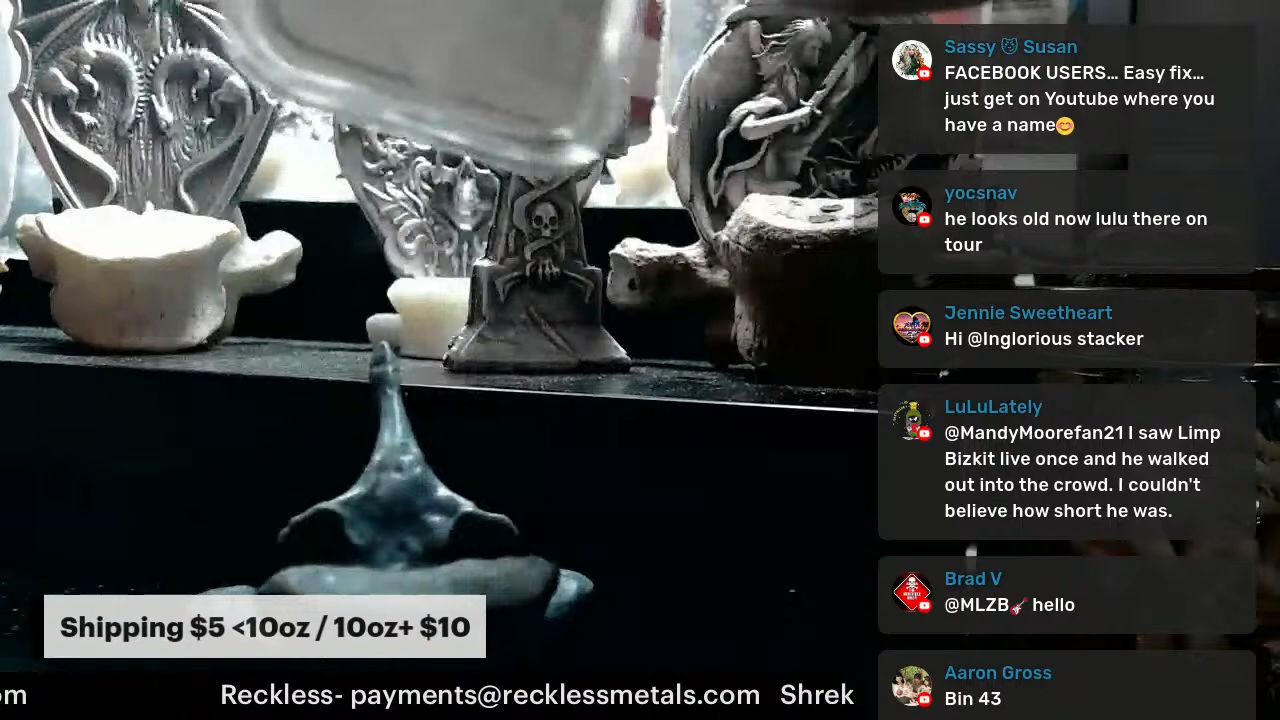 Sassy 😼 Susan
FACEBOOK USERS... Easy fix...
just get on Youtube where you
have a name😊
yocsnav
he looks old now lulu there on
tour
Jennie Sweetheart
Hi @Inglorious stacker
LuLuLately
@MandyMoorefan21 I saw Limp
Bizkit live once and he walked
out into the crowd. I couldn't
believe how short he was.
Brad V
@MLZB🎸 hello
Aaron Gross
Bin 43
Shipping $5 <10oz / 10oz+ $10
om Reckless- payments@recklessmetals.com Shrek